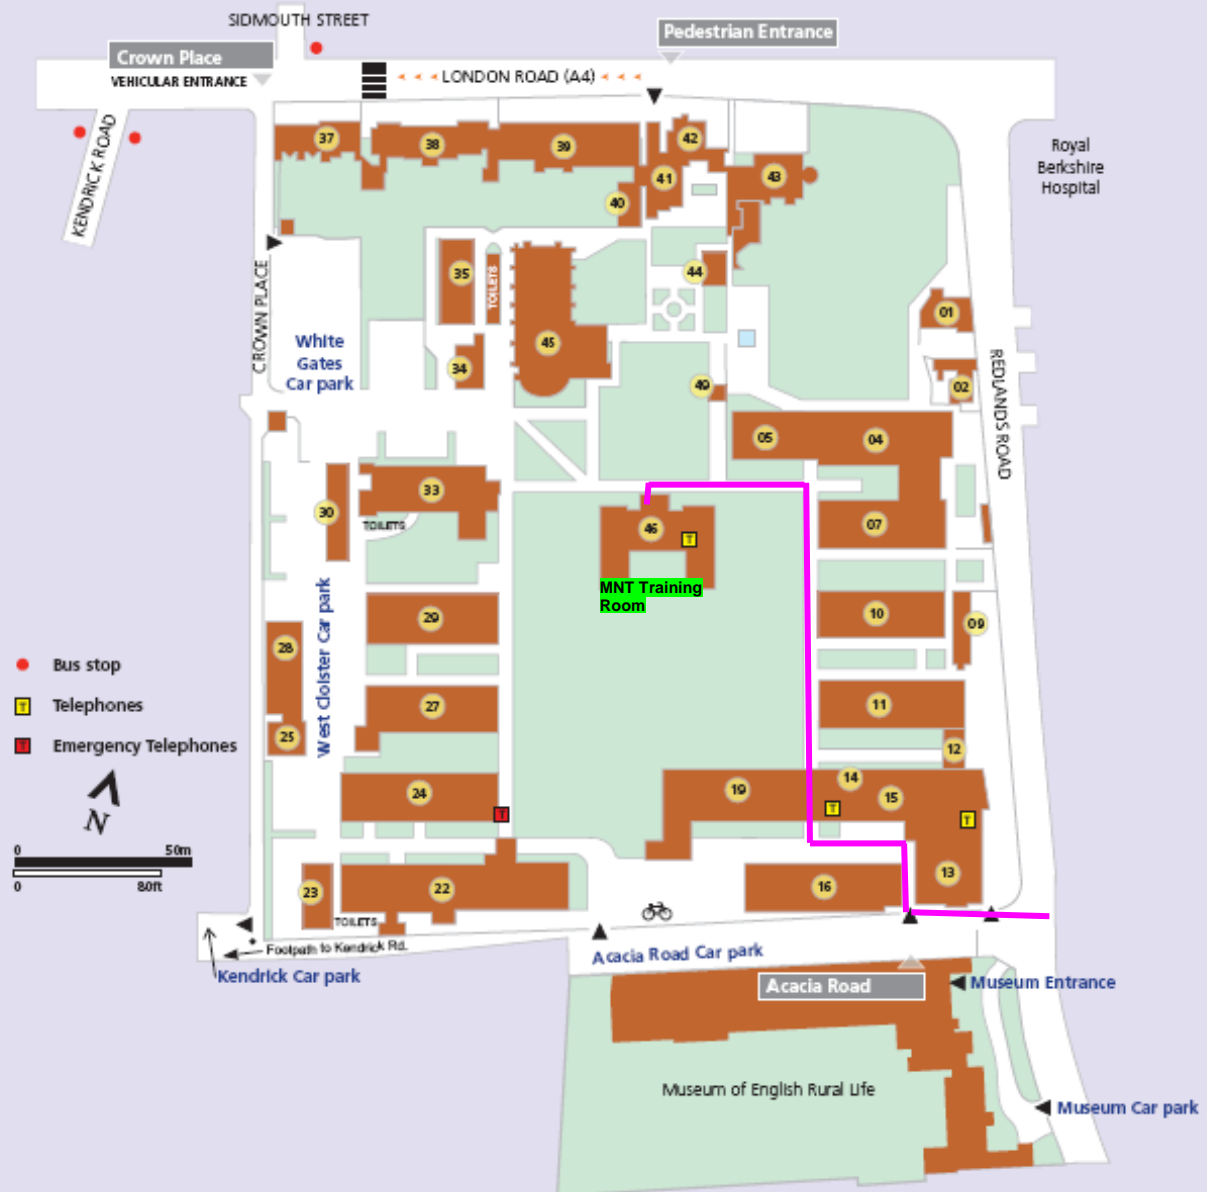 SIDMOUTH STREET
Pedestrian Entrance
Crown Place
VEHICULAR ENTRANCE
LONDON ROAD (A4)
KENDRICK ROAD
Royal
Berkshire
Hospital
37
38
39
42
41
43
40
35
TOILETS
44
45
34
49
CROWN PLACE
White
Gates
Car park
01
02
REDLANDS ROAD
05
04
33
30
TOILETS
46
T
07
MNT Training
Room
10
09
29
28
West cloister Car park
27
25
11
12
Bus stop
T
Telephones
T
Emergency Telephones
N
0
50m
0
80ft
24
T
19
14
15
T
T
13
16
22
23
TOILETS
Footpath to Kendrick Rd.
Kendrick Car park
Acacia Road Car park
Acacia Road
Museum Entrance
Museum of English Rural Life
Museum Car park